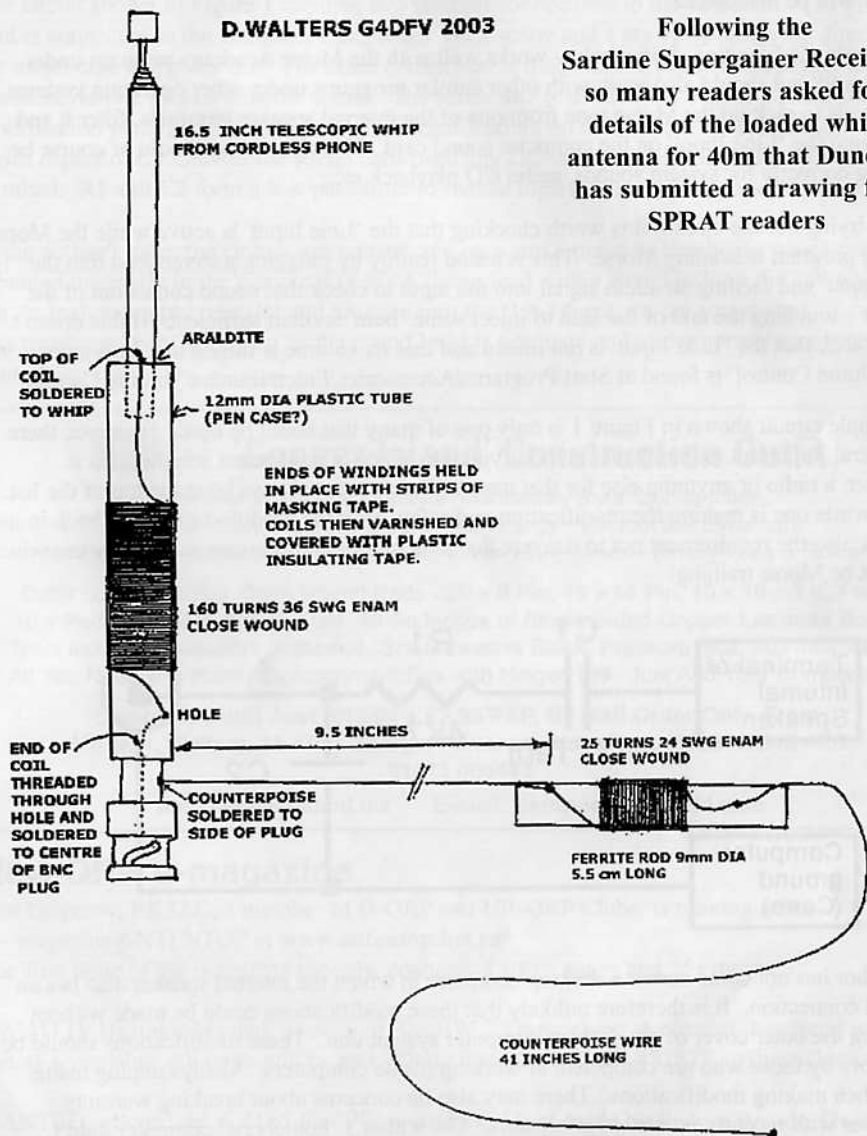 D.WALTERS G4DFV 2003
Following the
Sardine Supergainer Recei
so many readers asked fo
details of the loaded whi
antenna for 40m that Dunc
has submitted a drawing f
SPRAT readers
16.5 INCH TELESCOPIC WHIP
FROM CORDLESS PHONE
ARALDITE
TOP OF
COIL
SOLDERED
TO WHIP
12mm DIA PLASTIC TUBE
(PEN CASE?)
ENDS OF WINDINGS HELD
IN PLACE WITH STRIPS OF
MASKING TAPE.
COILS THEN VARNSHED AND
COVERED WITH PLASTIC
INSULATING TAPE.
160 TURNS 36 SWG ENAM
CLOSE WOUND
HOLE
9.5 INCHES
25 TURNS 24 SWG ENAM
CLOSE WOUND
END OF
COIL
THREADED
THROUGH
HOLE AND
SOLDERED
TO CENTRE
OF BNC
PLUG
COUNTERPOISE
SOLDERED TO
SIDE OF PLUG
FERRITE ROD 9mm DIA
5.5 cm LONG
COUNTERPOISE WIRE
41 INCHES LONG